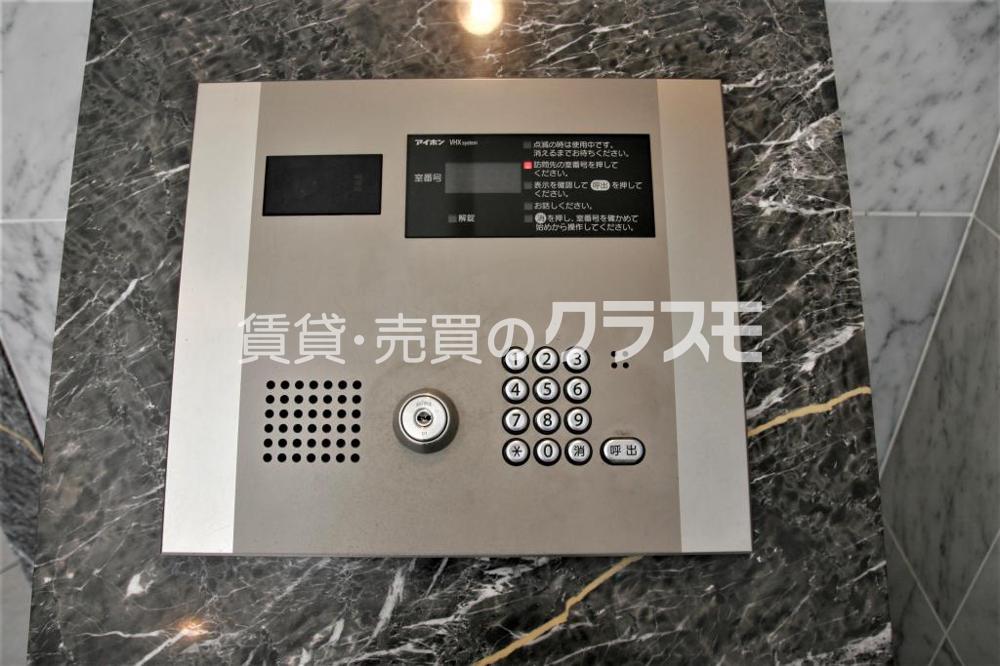 アイホン VHX system
室番号
解錠
点滅の時は使用中です。
消えるまでお待ちください。
訪問先の室番号を押して
ください。
表示を確認して 呼出 を押して
ください。
お話しください。
消 を押し、室番号を確かめて
始めから操作してください。
賃貸・売買のクラスモ
1 2 3
4 5 6
7 8 9
* 0 消 呼出